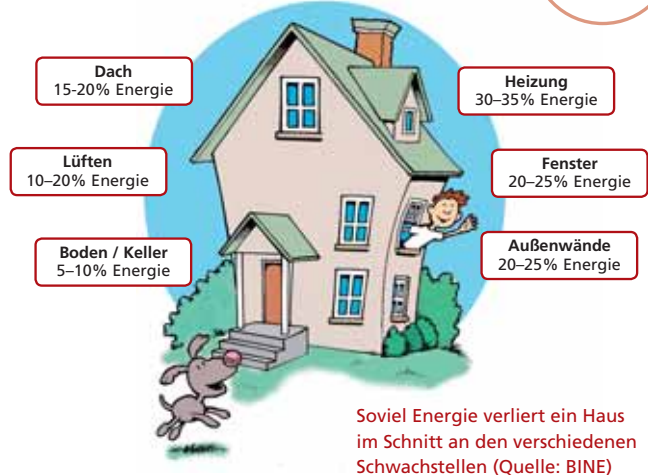 Dach
15-20% Energie
Lüften
10–20% Energie
Boden / Keller
5–10% Energie
Heizung
30–35% Energie
Fenster
20–25% Energie
Außenwände
20–25% Energie
Soviel Energie verliert ein Haus
im Schnitt an den verschiedenen
Schwachstellen (Quelle: BINE)